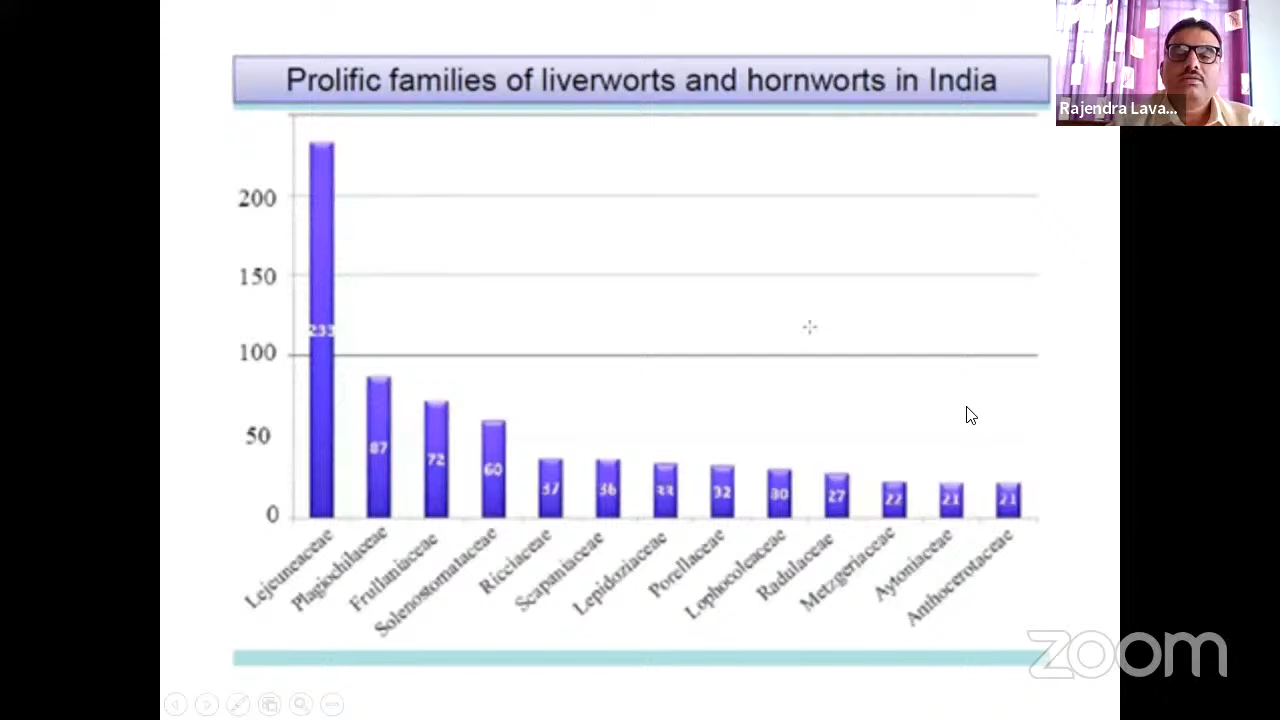 Prolific families of liverworts and hornworts in India
Rajendra Lava...
200
150
100
50
0
233
87
72
60
37
36
33
32
30
27
22
21
21
Lejeuneaceae
Plagiochilaceae
Frullaniaceae
Solenostomataceae
Ricciaceae
Scapaniaceae
Lepidoziaceae
Porellaceae
Lophocoleaceae
Radulaceae
Metzgeriaceae
Aytoniaceae
Anthocerotaceae
zoom